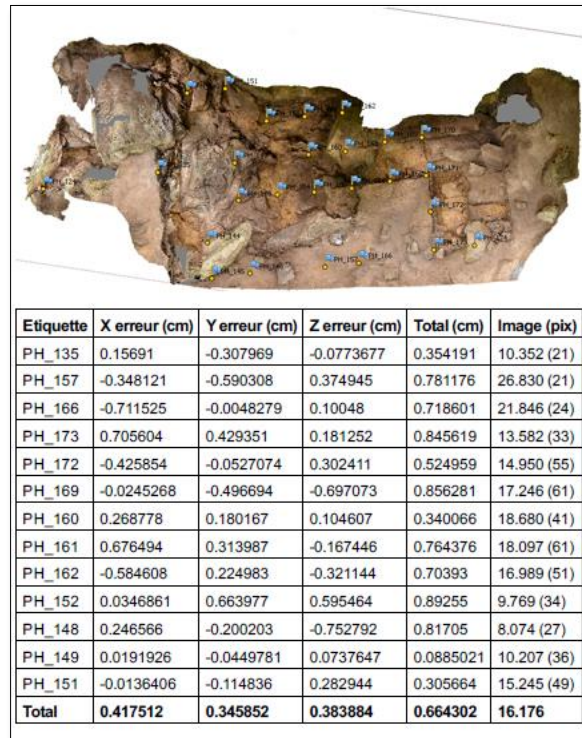 PH_151
PH_162
PH_170
PH_171
PH_172
PH_144
PH_166
Etiquette X erreur (cm) Y erreur (cm) Z erreur (cm) Total (cm) Image (pix)
PH_135 0.15691 -0.307969 -0.0773677 0.354191 10.352 (21)
PH_157 -0.348121 -0.590308 0.374945 0.781176 26.830 (21)
PH_166 -0.711525 -0.0048279 0.10048 0.718601 21.846 (24)
PH_173 0.705604 0.429351 0.181252 0.845619 13.582 (33)
PH_172 -0.425854 -0.0527074 0.302411 0.524959 14.950 (55)
PH_169 -0.0245268 -0.496694 -0.697073 0.856281 17.246 (61)
PH_160 0.268778 0.180167 0.104607 0.340066 18.680 (41)
PH_161 0.676494 0.313987 -0.167446 0.764376 18.097 (61)
PH_162 -0.584608 0.224983 -0.321144 0.70393 16.989 (51)
PH_152 0.0346861 0.663977 0.595464 0.89255 9.769 (34)
PH_148 0.246566 -0.200203 -0.752792 0.81705 8.074 (27)
PH_149 0.0191926 -0.0449781 0.0737647 0.0885021 10.207 (36)
PH_151 -0.0136406 -0.114836 0.282944 0.305664 15.245 (49)
Total 0.417512 0.345852 0.383884 0.664302 16.176